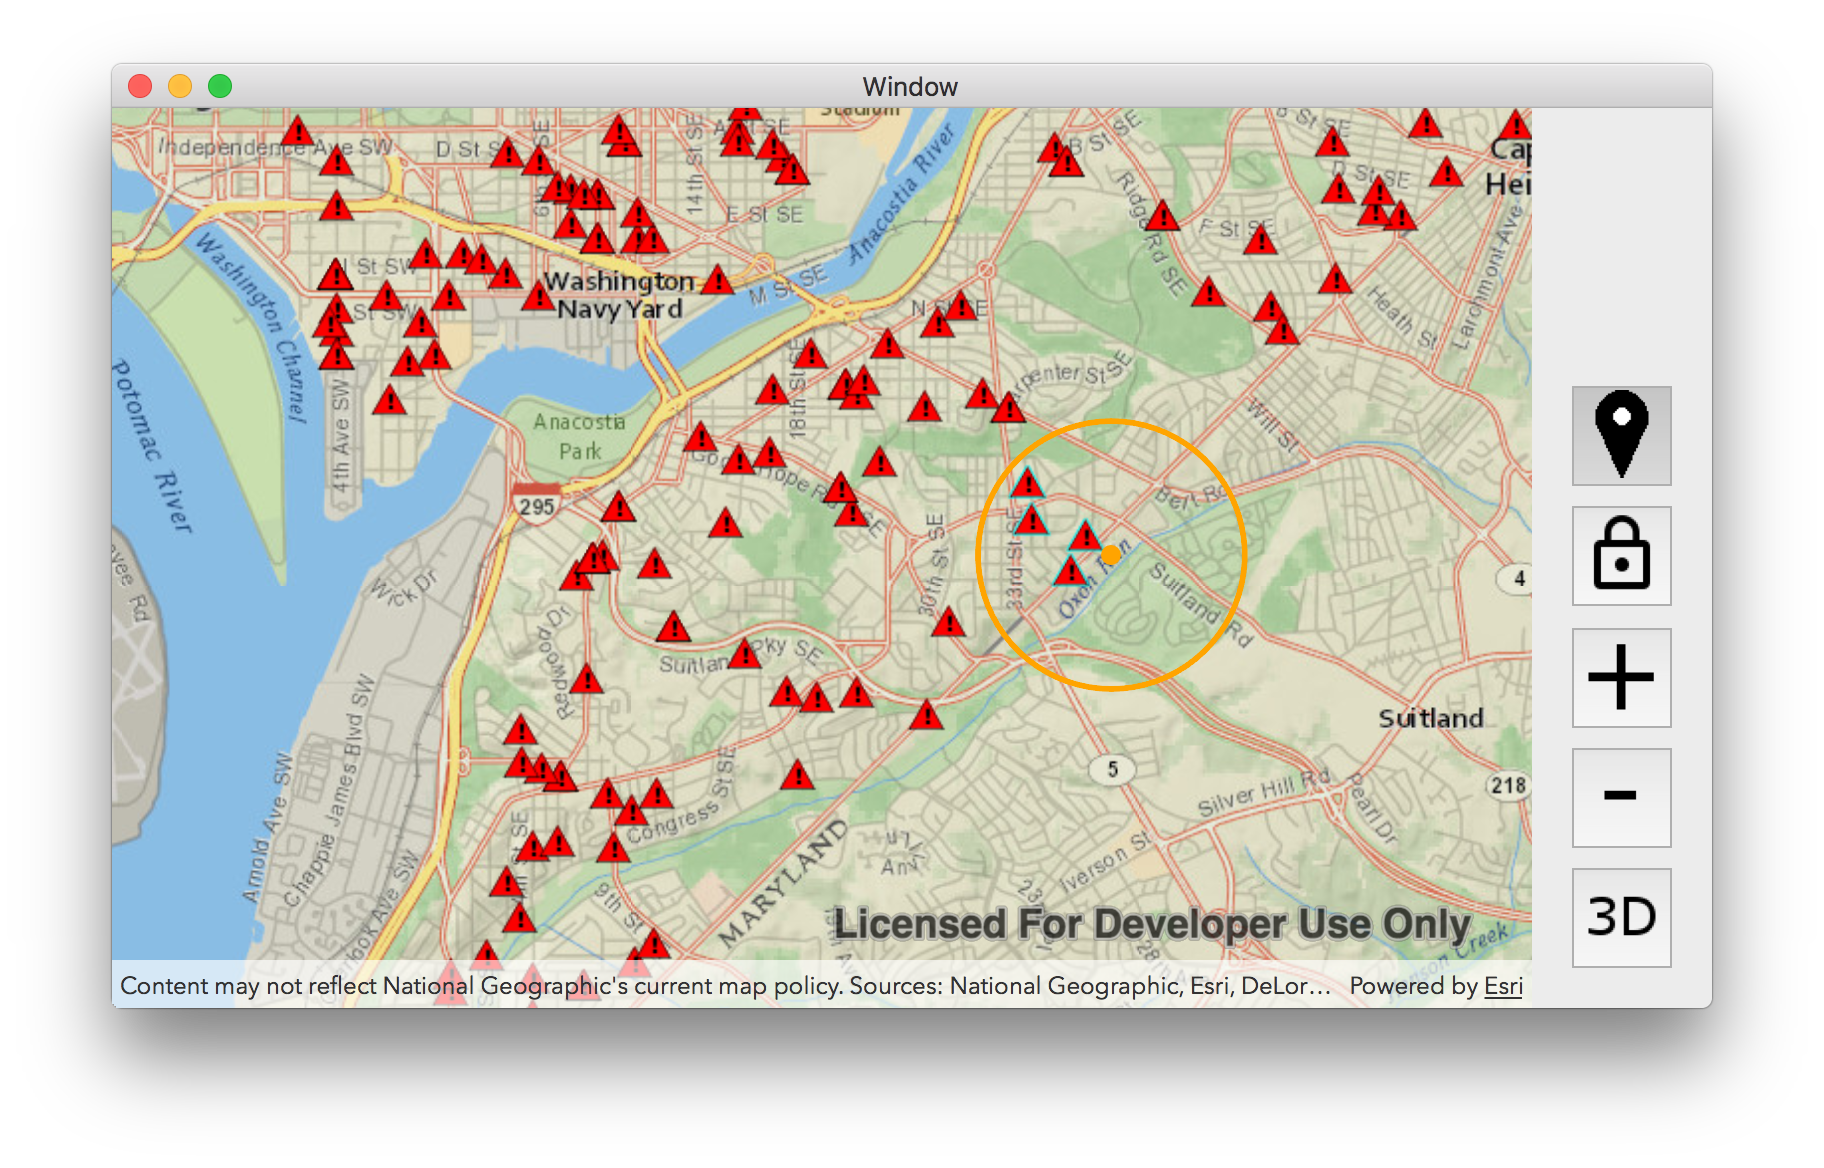 Window
Stadium
Independence Ave SW
D St S
14th St SE
A St SE
B St SE
B St SE
Cap
Hei
D St SE
E St SE
F St SE
Anacostia River
Ridge Rd SE
Larchmont Ave
Washington Channel
I St SW
St SW
Washington
Navy Yard
M St SE
N St SE
Heath St
Potomac River
4th Ave SW
18th St SE
Carpenter St SE
Anacostia
Park
Will St
Good Hope Rd SE
295
Belt Rd
30th St SE
33rd St SE
Oxon Run
Suitland Rd
4
Wick Dr
Redwood Dr
Suitland Pky SE
Suitland
5
218
Silver Hill Rd
Pearl Dr
Arnold Ave SW
Chappie James Blvd SW
Congress St SE
Iverson St
MARYLAND
9th St
28th Ave
Creek
Licensed For Developer Use Only
Content may not reflect National Geographic's current map policy. Sources: National Geographic, Esri, DeLor... Powered by Esri
+
-
3D